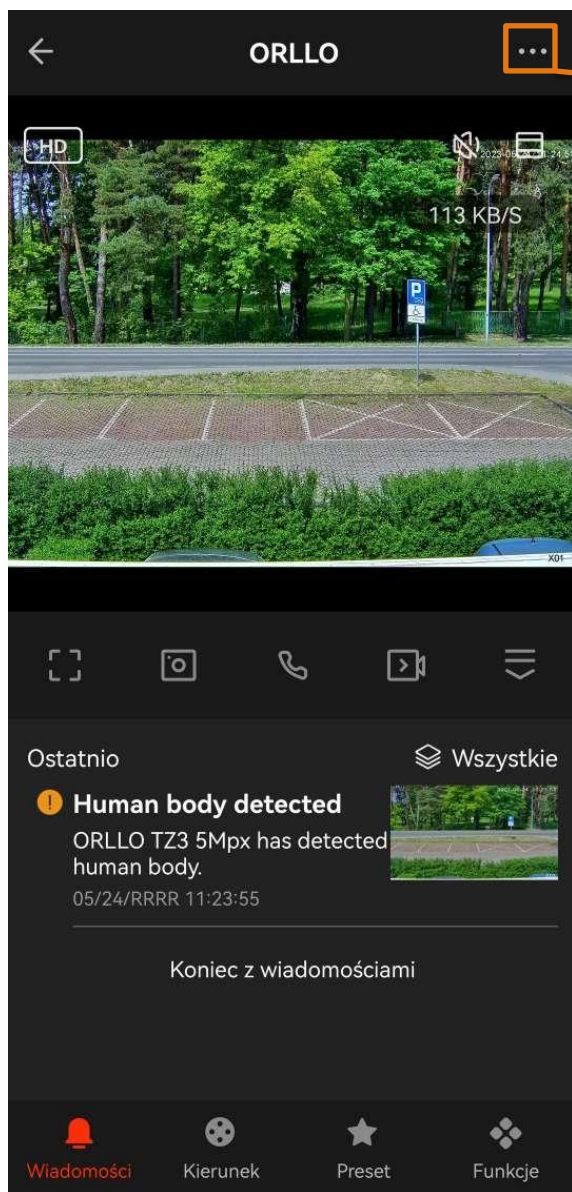 ORLLO
HD
113 KB/S
P
X01
Ostatnio
Wszystkie
Human body detected
ORLLO TZ3 5Mpx has detected
human body.
05/24/RRRR 11:23:55
Koniec z wiadomościami
Wiadomości
Kierunek
Preset
Funkcje